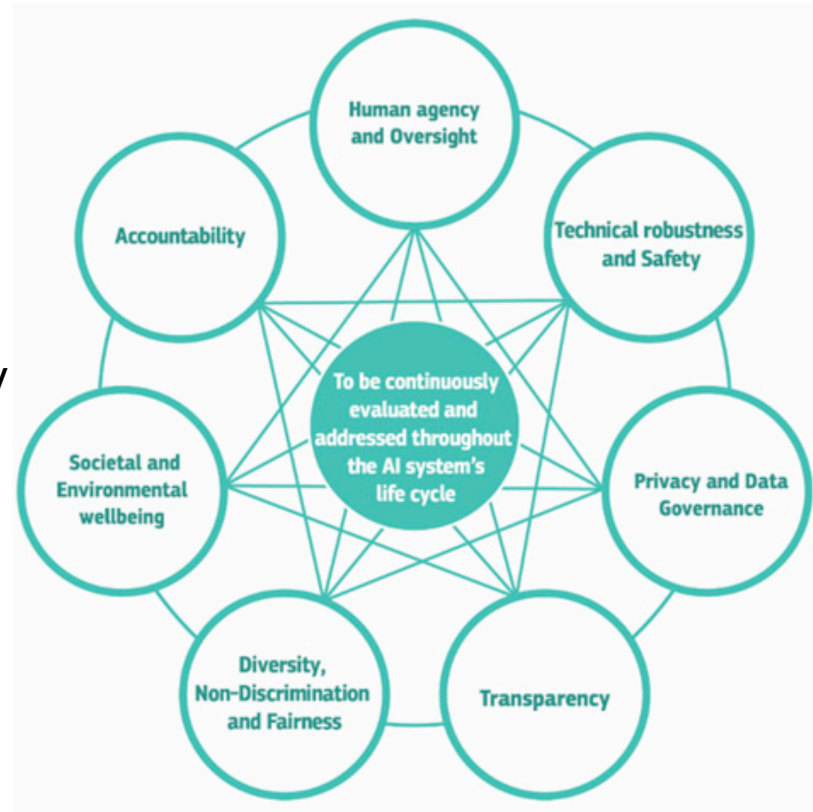 Human agency
and Oversight
Technical robustness
and Safety
Privacy and Data
Governance
Transparency
Diversity,
Non-Discrimination
and Fairness
Societal and
Environmental
wellbeing
Accountability
To be continuously
evaluated and
addressed throughout
the AI system's
life cycle
y